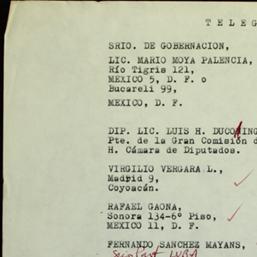 T E L E G
SRIO. DE GOBERNACION,
LIC. MARIO MOYA PALENCIA,
Río Tigris 121,
MEXICO 5, D. F. o
Bucareli 99,
MEXICO, D. F.
DIP. LIC. LUIS H. DUCOING
Pte. de la Gran Comisión d
H. Cámara de Diputados.
VIRGILIO VERGARA L.,
Madrid 9,
Coyoacán.
RAFAEL GAONA,
Sonora 134-6° Piso,
MEXICO 11, D. F.
FERNANDO SANCHEZ MAYANS,